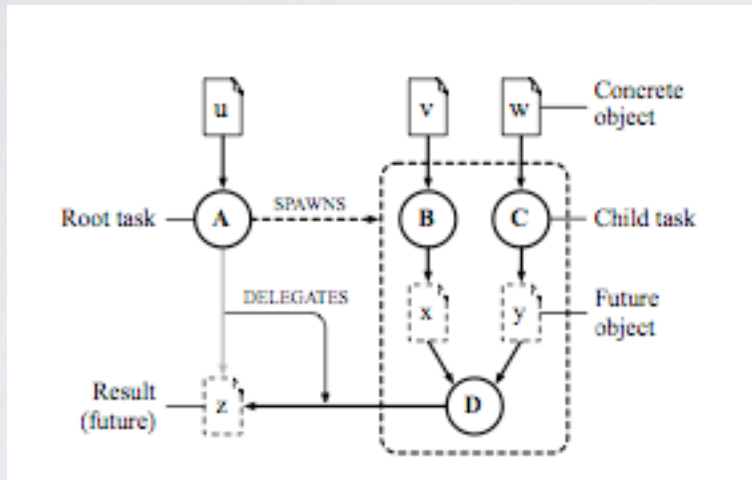 u
v
w
Concrete
object
Root task
A
SPAWNS
B
C
Child task
DELEGATES
x
y
Future
object
Result
(future)
z
D